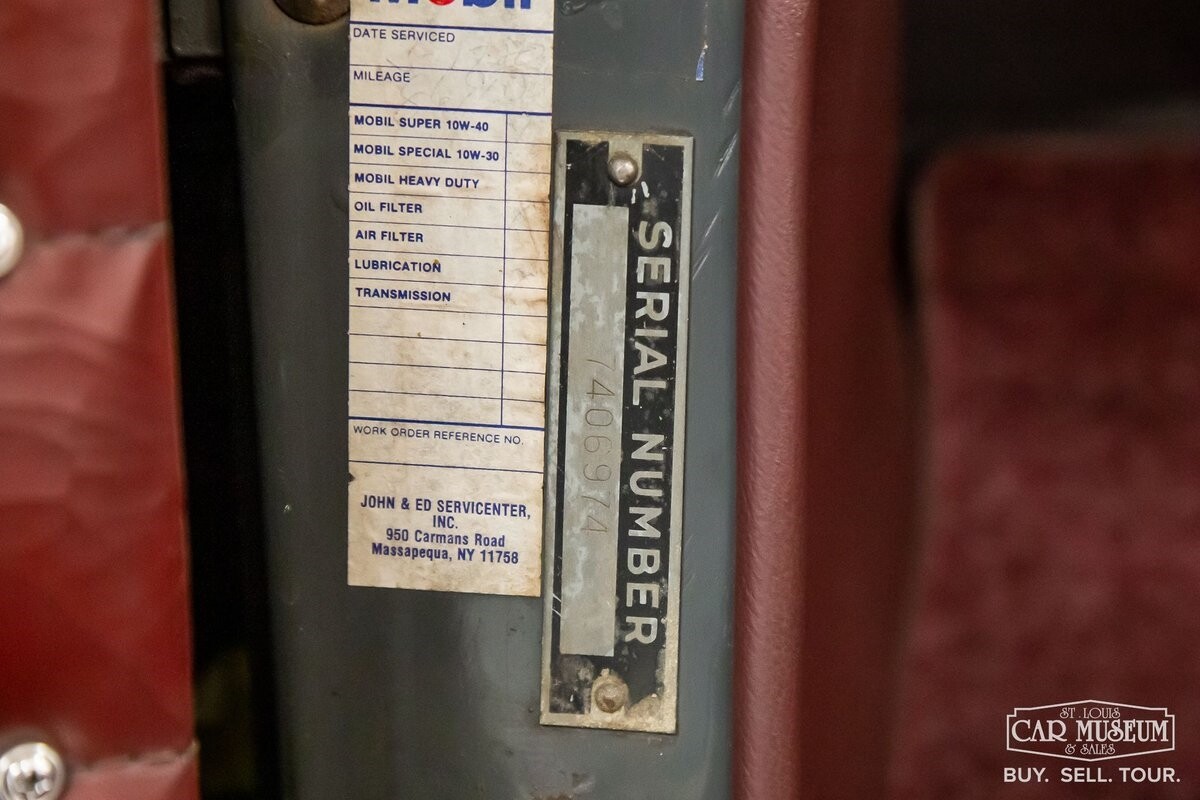 Mobil
DATE SERVICED
MILEAGE
MOBIL SUPER 10W-40
MOBIL SPECIAL 10W-30
MOBIL HEAVY DUTY
OIL FILTER
AIR FILTER
LUBRICATION
TRANSMISSION
WORK ORDER REFERENCE NO.
JOHN & ED SERVICENTER,
INC.
950 Carmans Road
Massapequa, NY 11758
SERIAL NUMBER
7406974
ST. LOUIS
CAR MUSEUM
& SALES
BUY. SELL. TOUR.